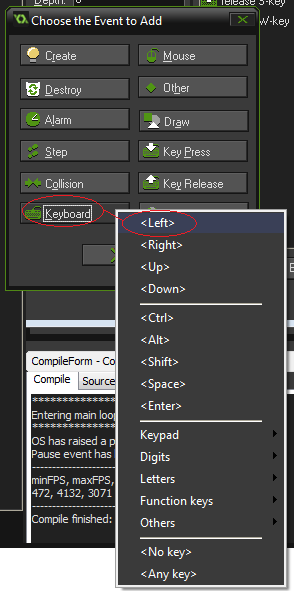 Depth:
release S-key
W-key
Choose the Event to Add
Create
Mouse
Destroy
Other
Alarm
Draw
Step
Key Press
Collision
Key Release
Keyboard
<Left>
<Right>
<Up>
<Down>
<Ctrl>
<Alt>
<Shift>
<Space>
<Enter>
Keypad
Digits
Letters
Function keys
Others
<No key>
<Any key>
CompileForm - Co
Compile
Source
Entering main loop
OS has raised a p
Pause event has
minFPS, maxFPS,
472, 4132, 3071
Compile finished: